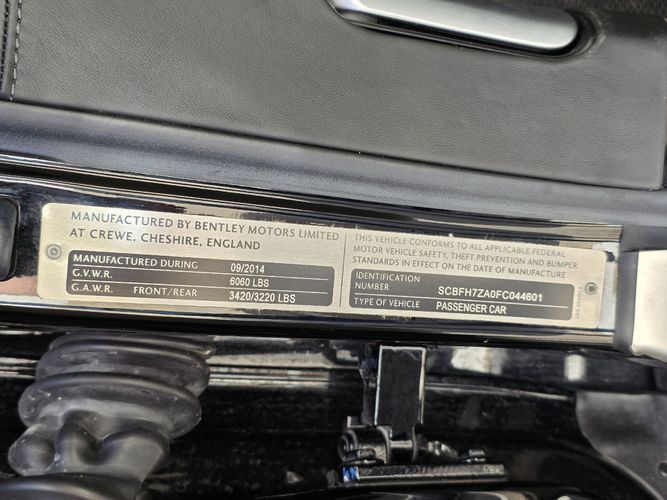 MANUFACTURED BY BENTLEY MOTORS LIMITED
AT CREWE, CHESHIRE, ENGLAND
MANUFACTURED DURING 09/2014
G.V.W.R. 6060 LBS
G.A.W.R. FRONT/REAR 3420/3220 LBS
THIS VEHICLE CONFORMS TO ALL APPLICABLE FEDERAL
MOTOR VEHICLE SAFETY, THEFT PREVENTION AND BUMPER
STANDARDS IN EFFECT ON THE DATE OF MANUFACTURE
IDENTIFICATION
NUMBER SCBFH7ZA0FC044601
TYPE OF VEHICLE PASSENGER CAR